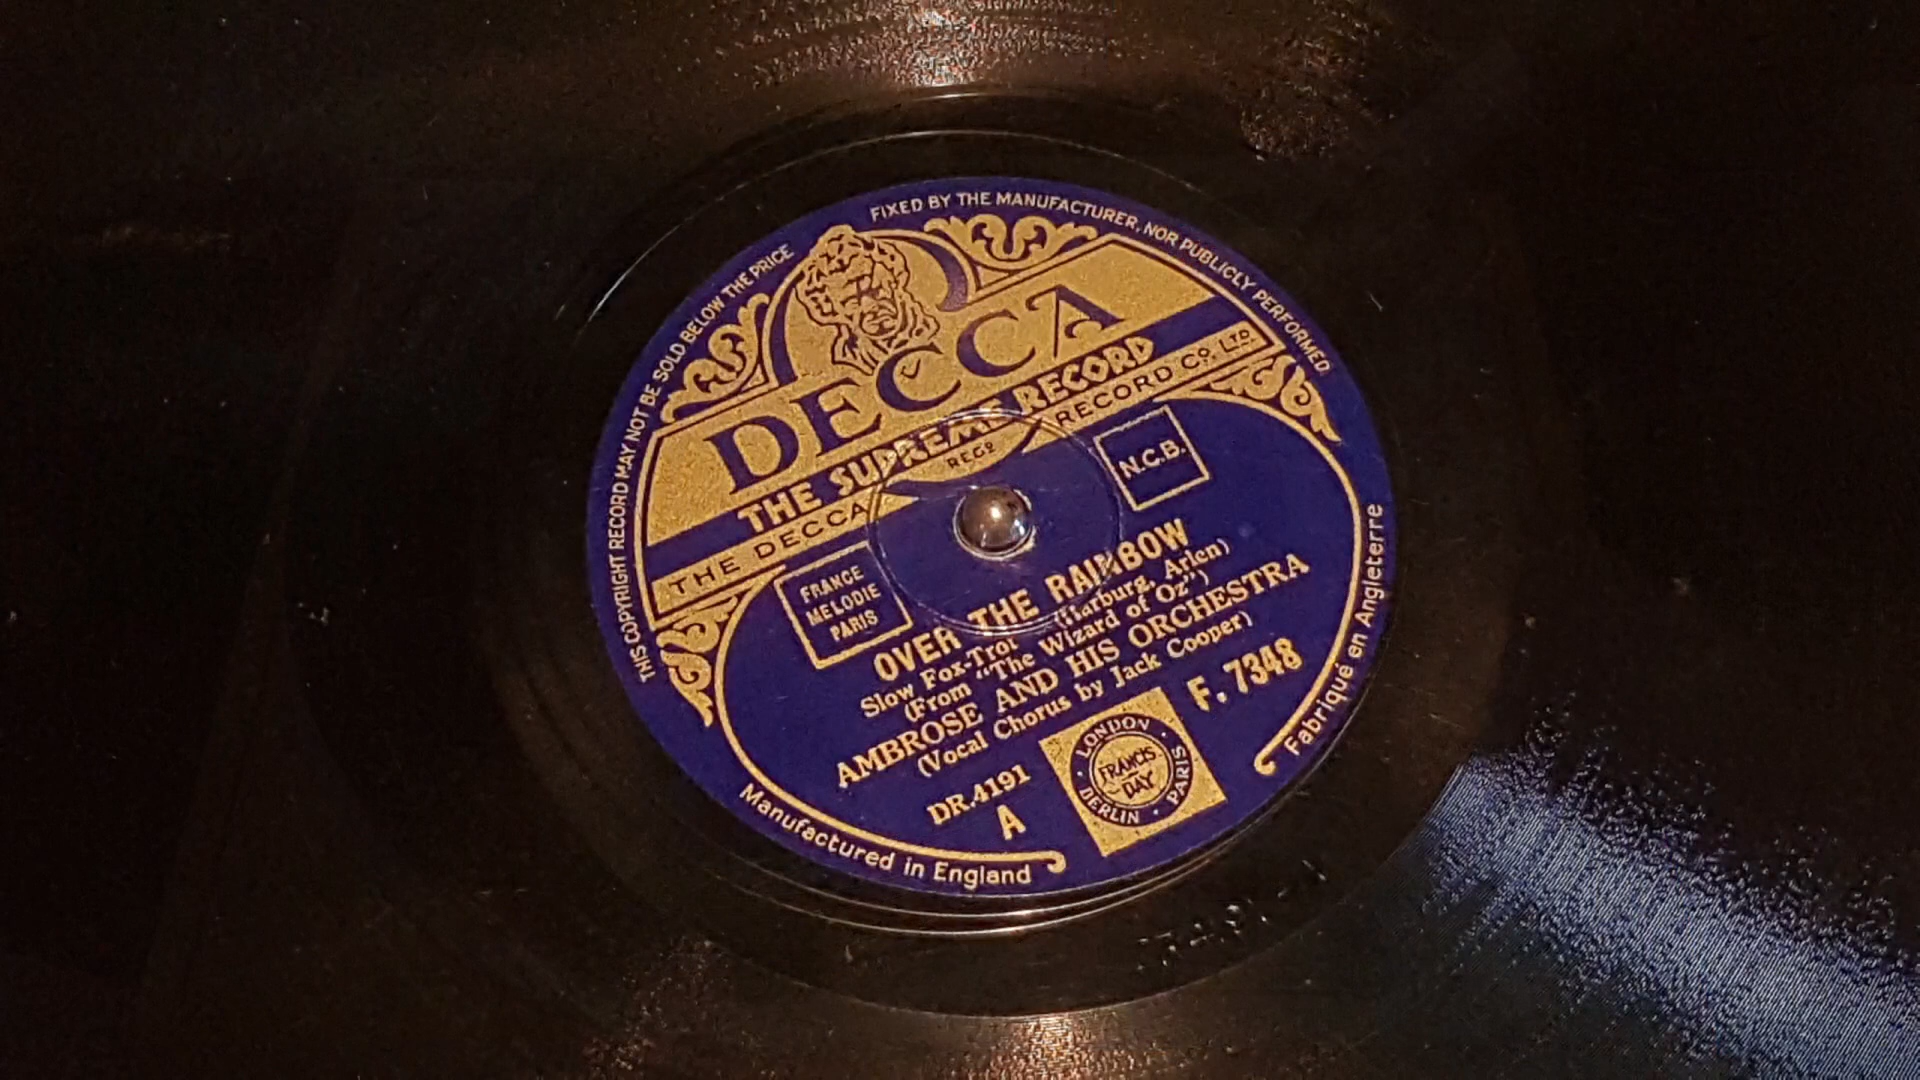 THIS COPYRIGHT RECORD MAY NOT BE SOLD BELOW THE PRICE FIXED BY THE MANUFACTURER, NOR PUBLICLY PERFORMED.
DECCA
THE SUPREME RECORD
REGD
THE DECCA RECORD CO. LTD.
N.C.B.
FRANCE
MELODIE
PARIS
OVER THE RAINBOW
Slow Fox-Trot (Harburg, Arlen)
(From "The Wizard of Oz")
AMBROSE AND HIS ORCHESTRA
(Vocal Chorus by Jack Cooper)
F. 7348
DR.4191
A
LONDON
FRANCIS
DAY
BERLIN · PARIS
Manufactured in England
Fabriqué en Angleterre